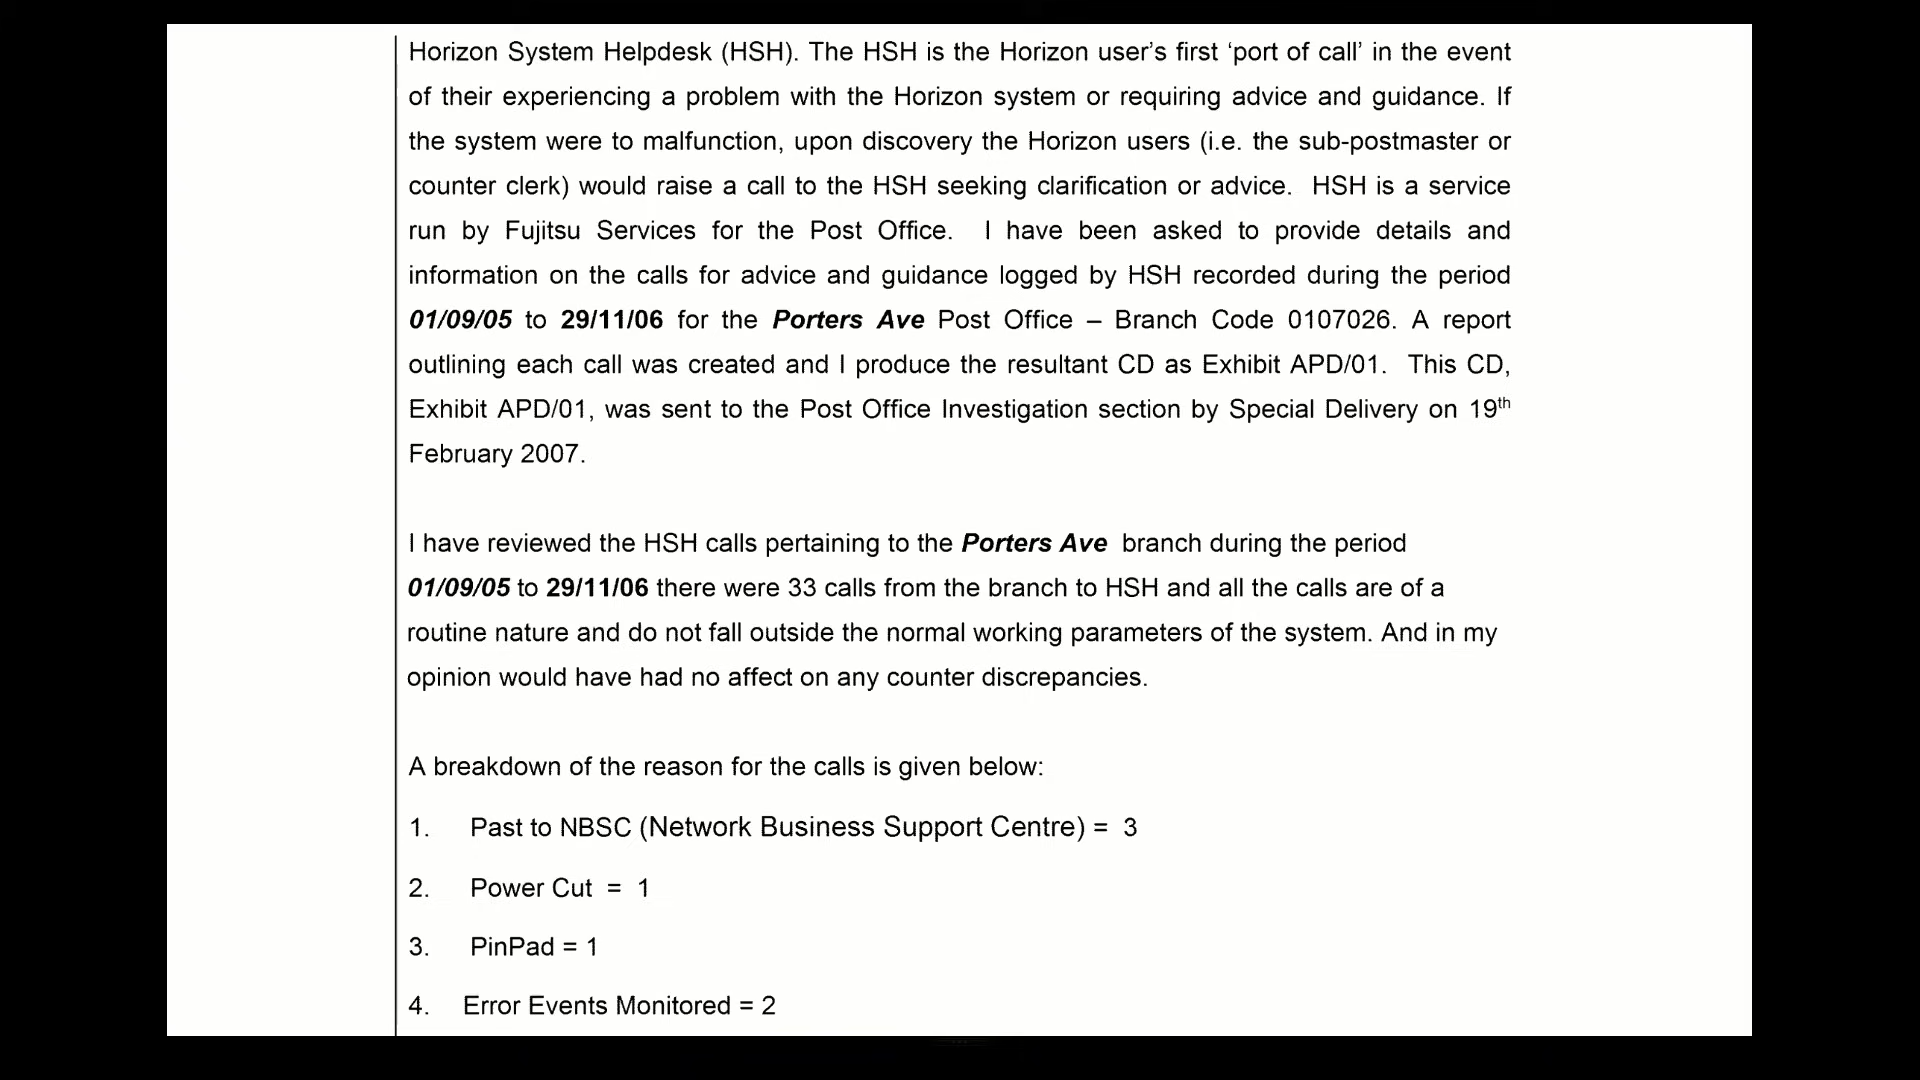 Horizon System Helpdesk (HSH). The HSH is the Horizon user’s first ‘port of call’ in the event
of their experiencing a problem with the Horizon system or requiring advice and guidance. If
the system were to malfunction, upon discovery the Horizon users (i.e. the sub-postmaster or
counter clerk) would raise a call to the HSH seeking clarification or advice. HSH is a service
run by Fujitsu Services for the Post Office. I have been asked to provide details and
information on the calls for advice and guidance logged by HSH recorded during the period
01/09/05 to 29/11/06 for the Porters Ave Post Office – Branch Code 0107026. A report
outlining each call was created and I produce the resultant CD as Exhibit APD/01. This CD,
Exhibit APD/01, was sent to the Post Office Investigation section by Special Delivery on 19th
February 2007.
I have reviewed the HSH calls pertaining to the Porters Ave branch during the period
01/09/05 to 29/11/06 there were 33 calls from the branch to HSH and all the calls are of a
routine nature and do not fall outside the normal working parameters of the system. And in my
opinion would have had no affect on any counter discrepancies.
A breakdown of the reason for the calls is given below:
1. Past to NBSC (Network Business Support Centre) = 3
2. Power Cut = 1
3. PinPad = 1
4. Error Events Monitored = 2